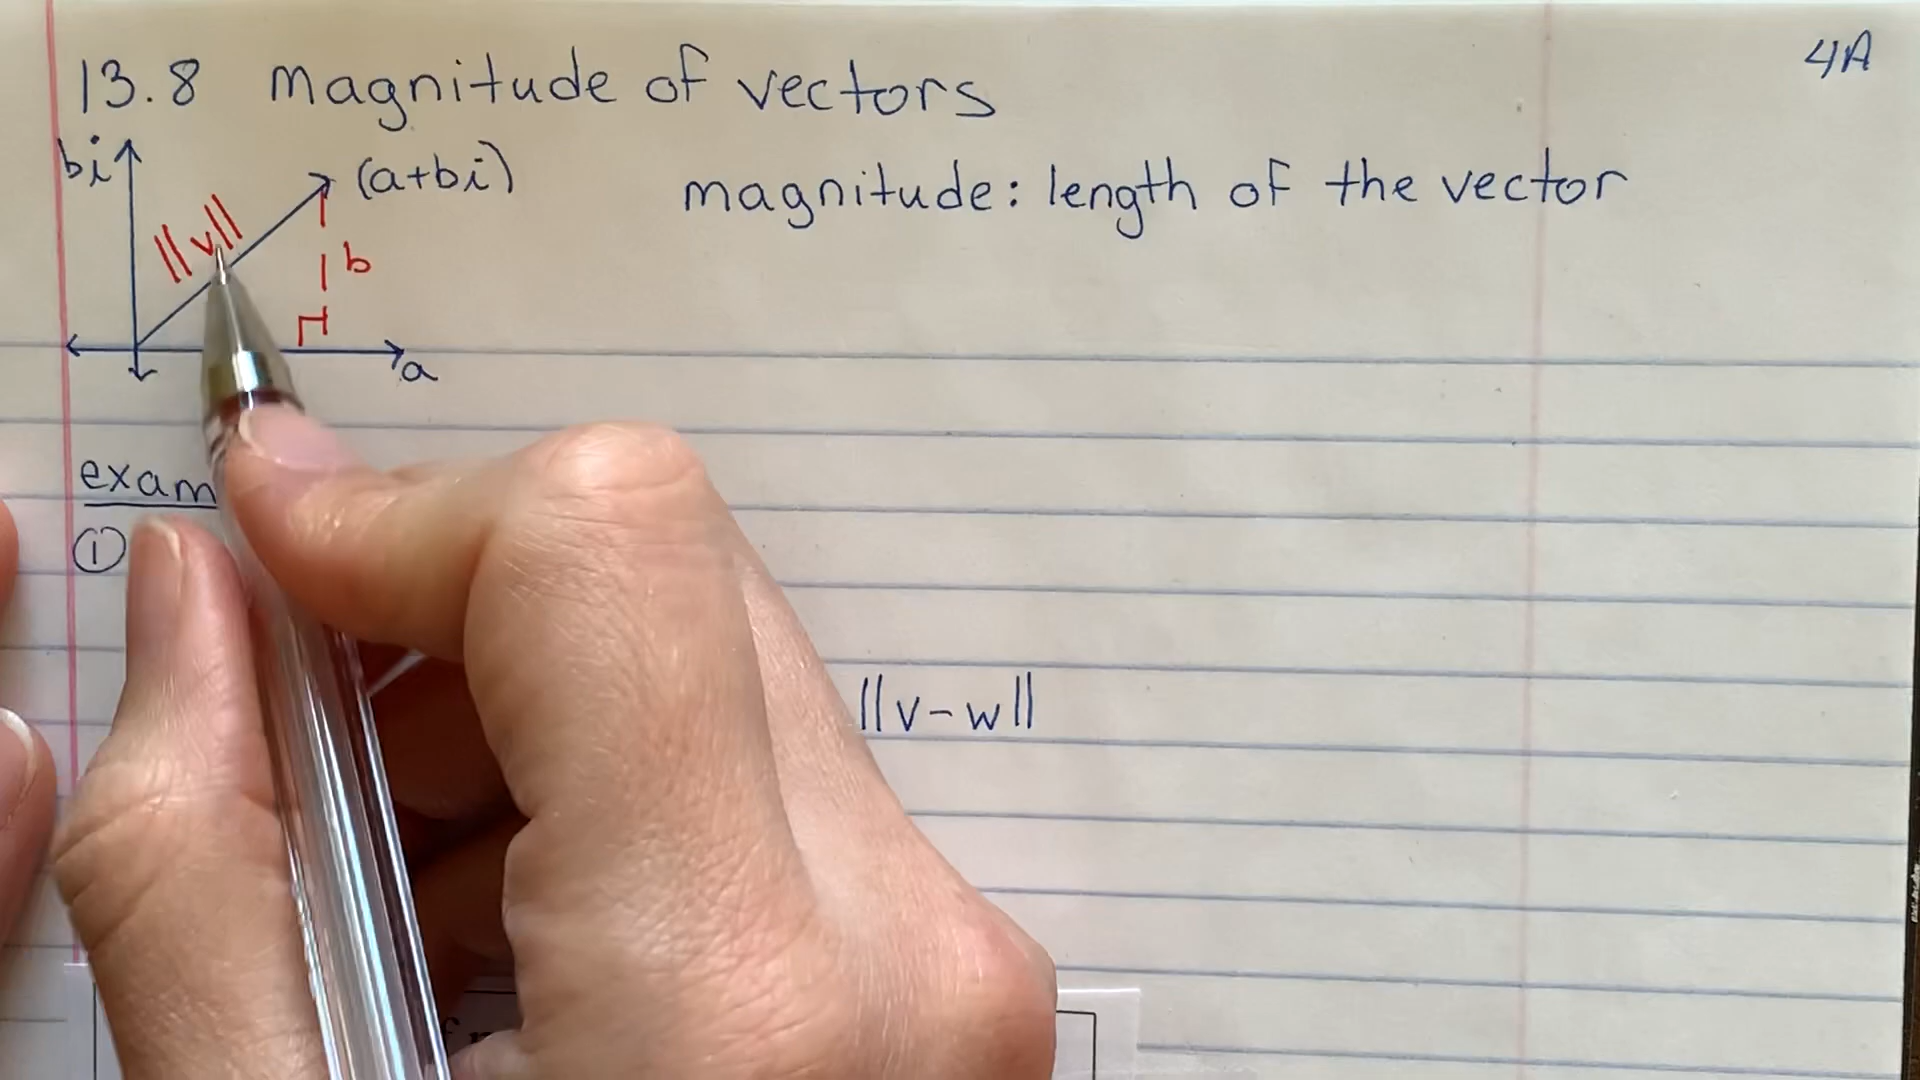 4A
13.8 magnitude of vectors
bi
(a+bi)
magnitude: length of the vector
||v||
b
a
exam
①
||v-w||